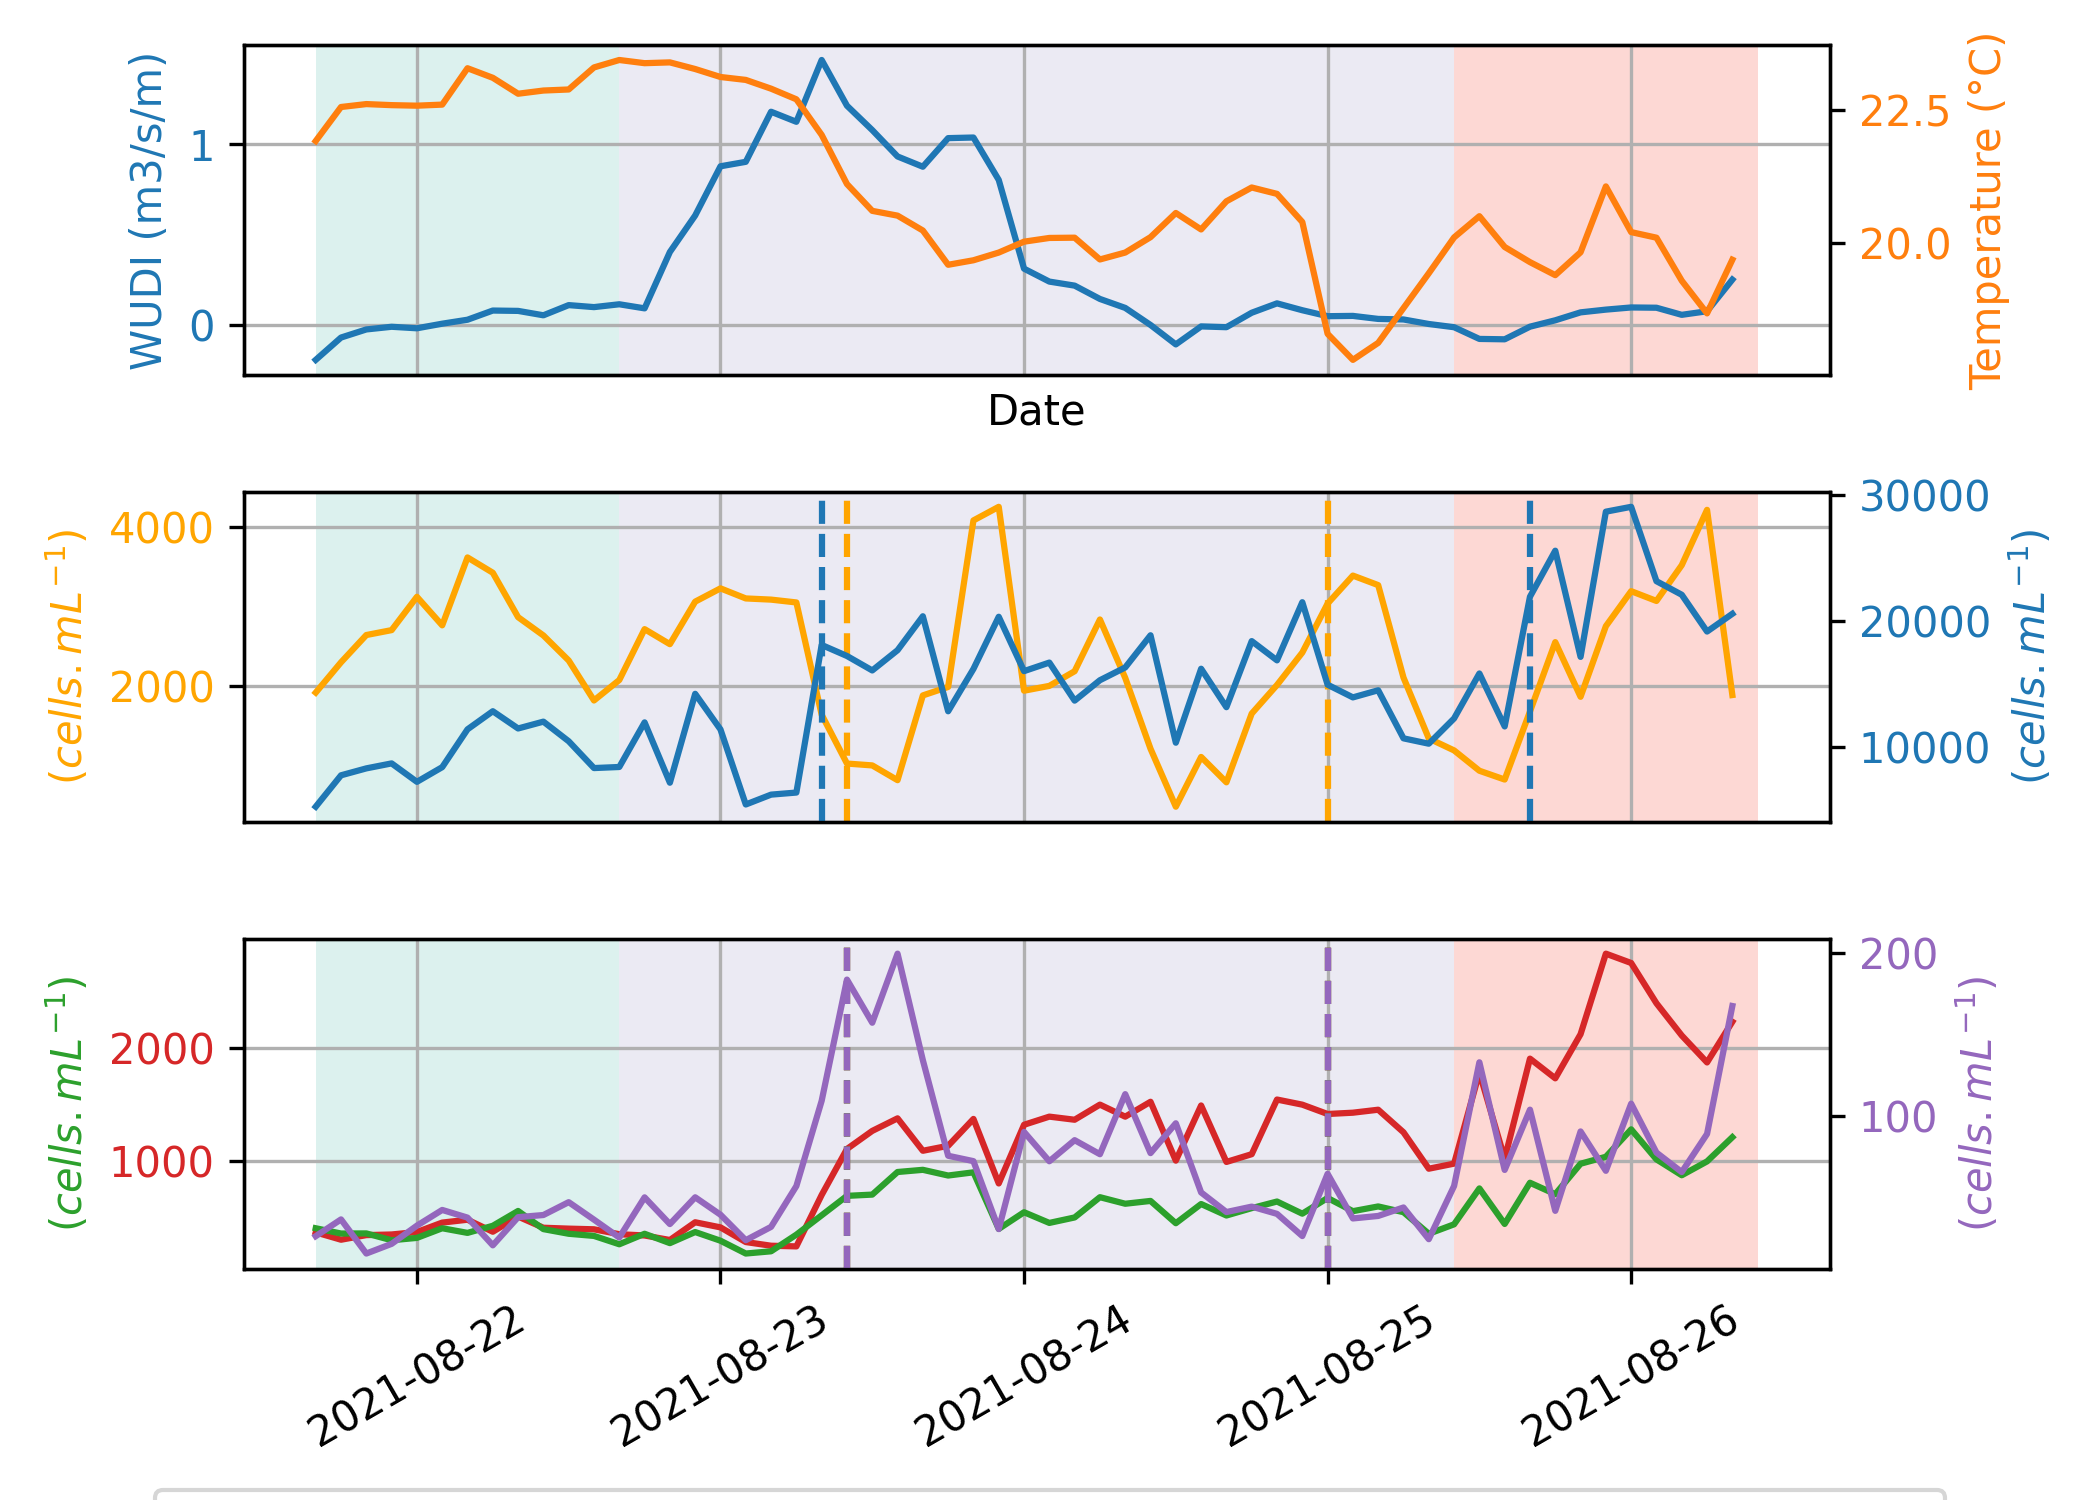 WUDI (m3/s/m)
1
0
22.5
20.0
Temperature (°C)
Date
(cells.mL⁻¹)
4000
2000
30000
20000
10000
(cells.mL⁻¹)
(cells.mL⁻¹)
2000
1000
200
100
(cells.mL⁻¹)
2021-08-22
2021-08-23
2021-08-24
2021-08-25
2021-08-26